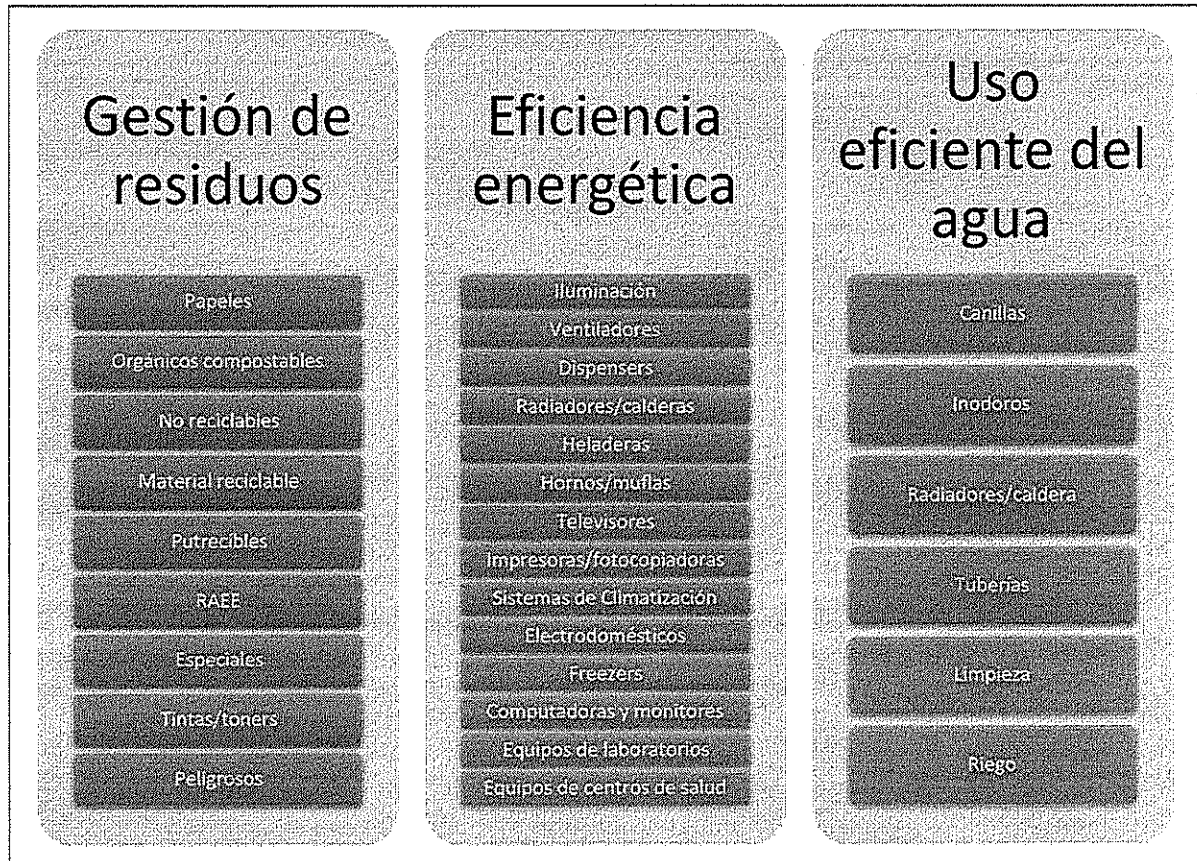 Gestión de
residuos
Papeles
Orgánicos compostables
No reciclables
Material reciclable
Putrecibles
RAEE
Especiales
Tintas/toners
Peligrosos
Eficiencia
energética
Iluminación
Ventiladores
Dispensers
Radiadores/calderas
Heladeras
Hornos/muflas
Televisores
Impresoras/fotocopiadoras
Sistemas de Climatización
Electrodomésticos
Freezers
Computadoras y monitores
Equipos de laboratorios
Equipos de centros de salud
Uso
eficiente del
agua
Canillas
Inodoros
Radiadores/caldera
Tuberías
Limpieza
Riego